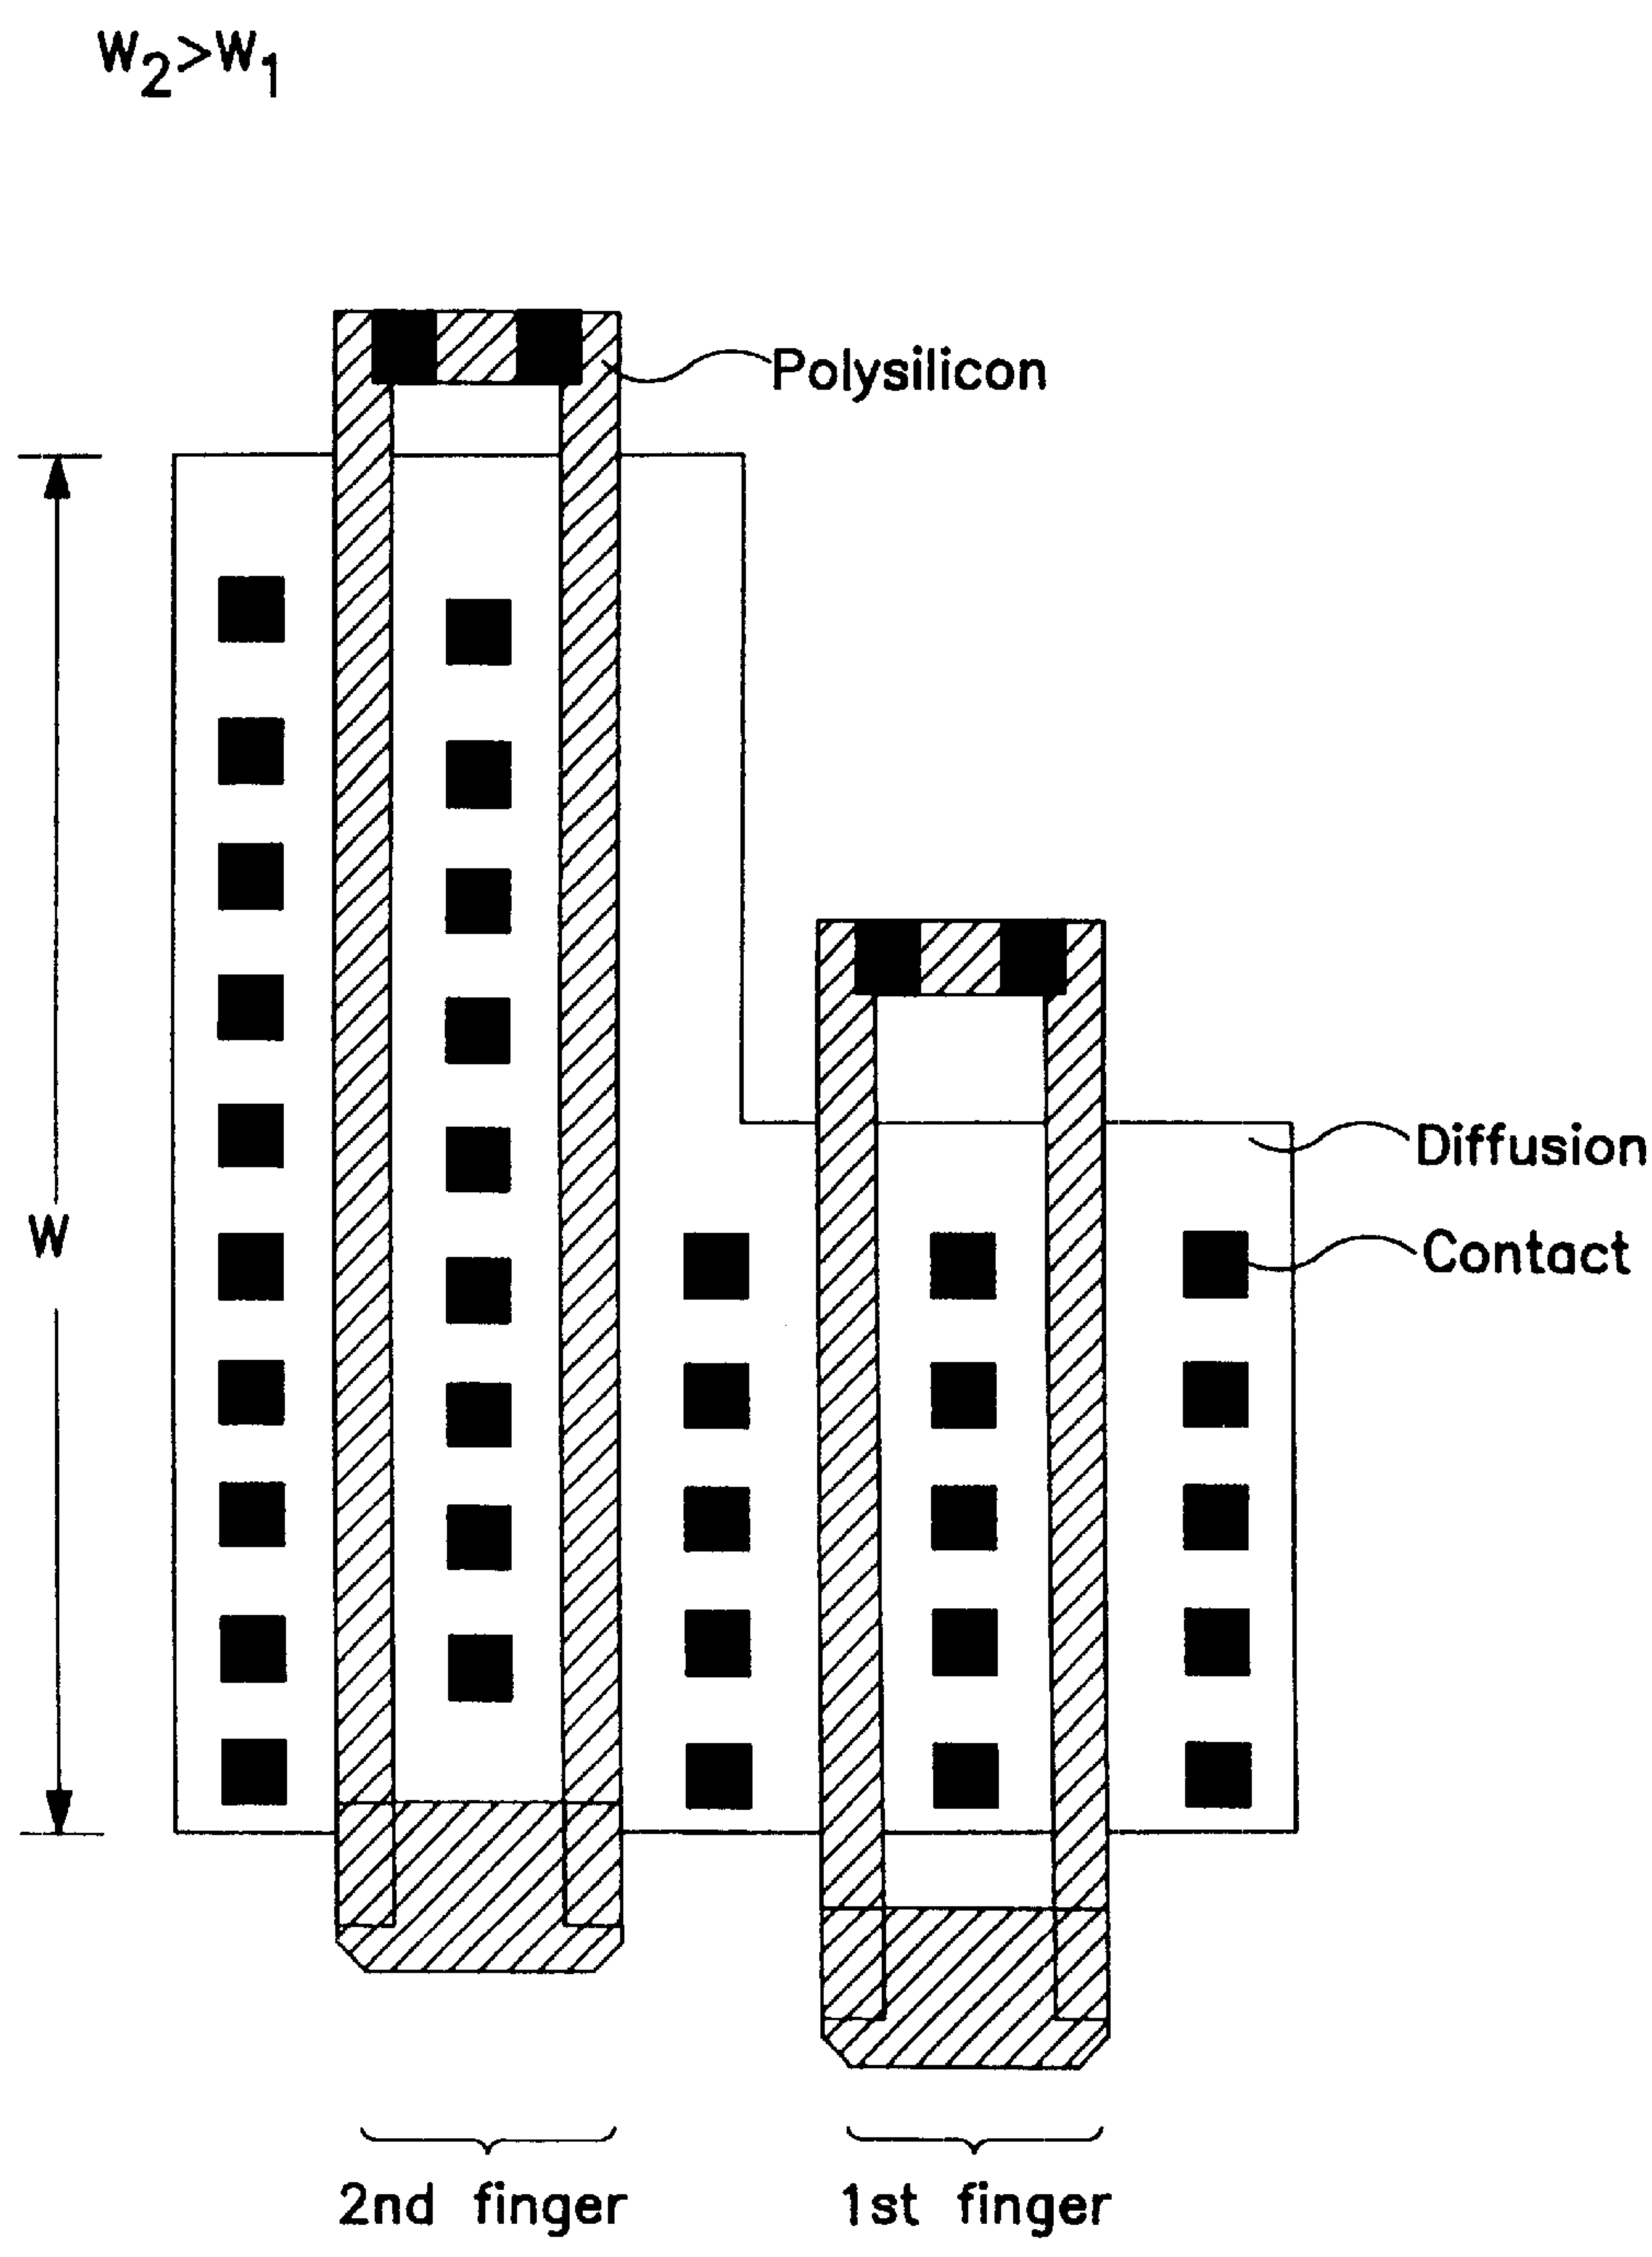 W2>W1
Polysilicon
Diffusion
W
Contact
2nd finger
1st finger